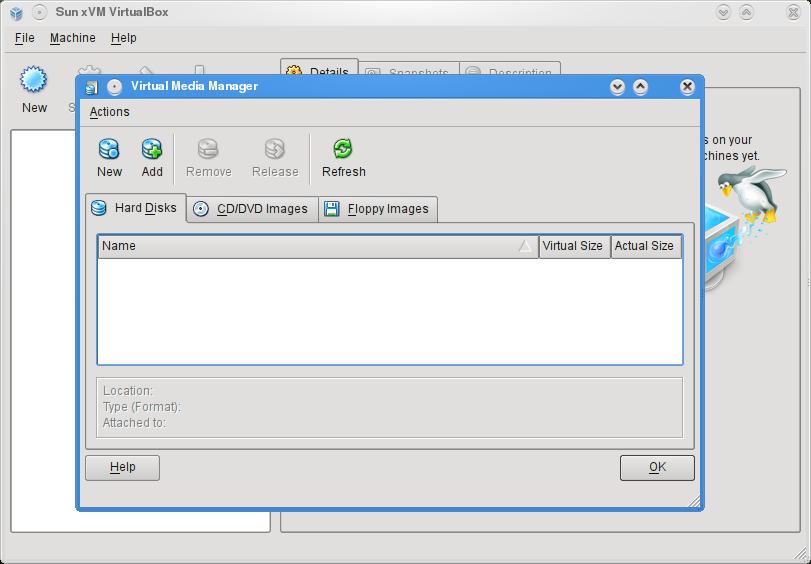 Sun xVM VirtualBox
File Machine Help
New
Details Snapshots Description
s on your
chines yet.
Virtual Media Manager
Actions
New Add Remove Release Refresh
Hard Disks CD/DVD Images Floppy Images
Name Virtual Size Actual Size
Location:
Type (Format):
Attached to:
Help OK